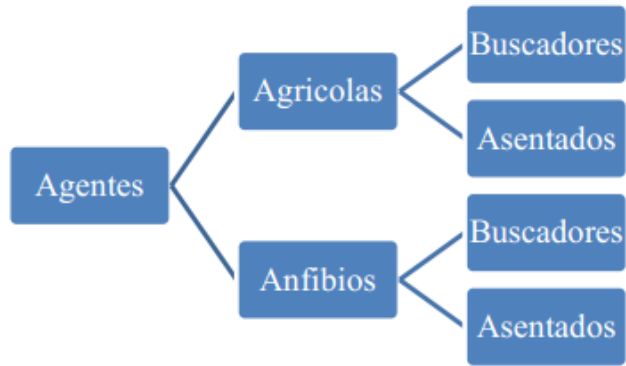 Agentes
Agricolas
Buscadores
Asentados
Anfibios
Buscadores
Asentados